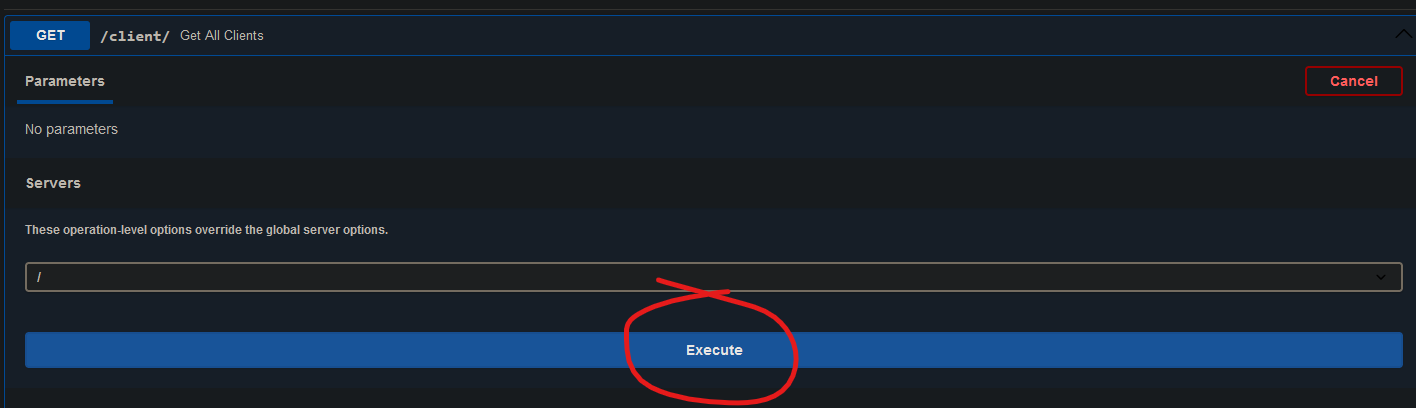 GET /client/ Get All Clients
Parameters Cancel
No parameters
Servers
These operation-level options override the global server options.
/
Execute